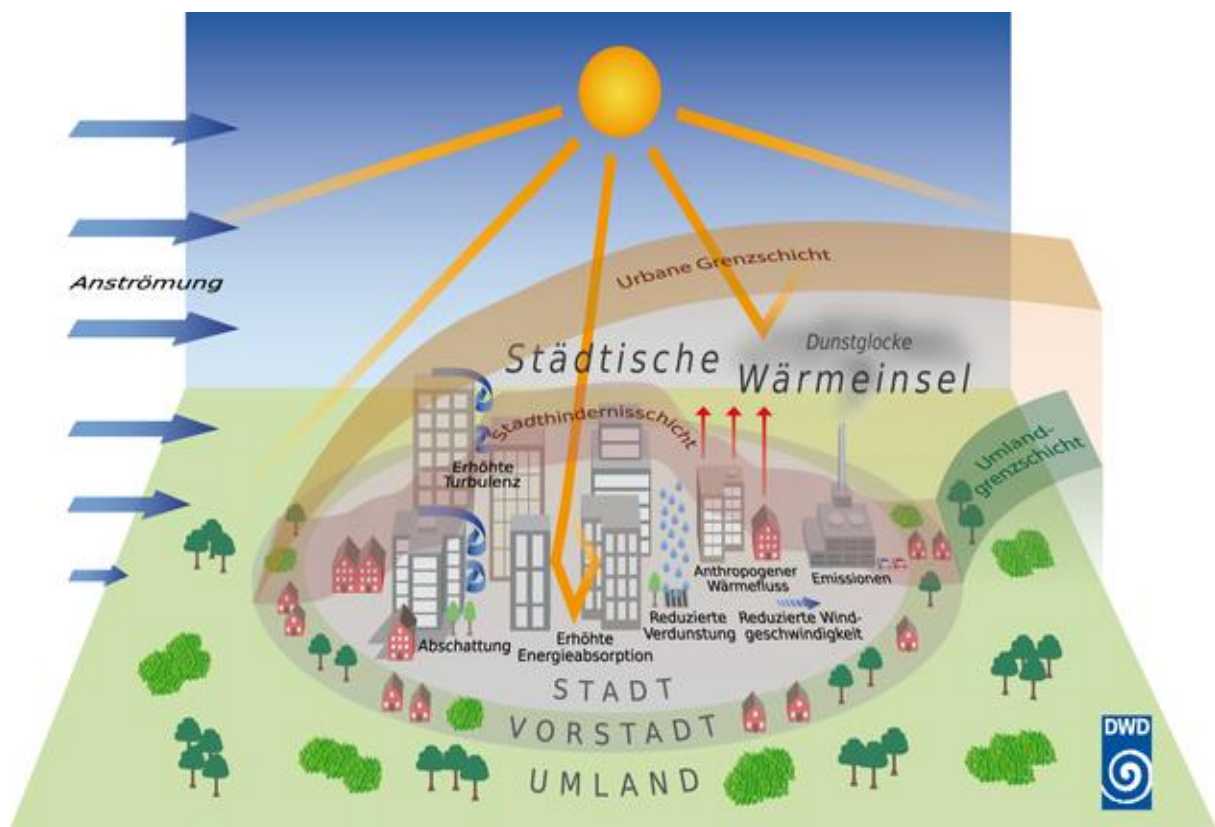 Anströmung
Urbane Grenzschicht
Städtische
Wärmeinsel
Dunstglocke
Stadthindernisschicht
Umland-
grenzschicht
Erhöhte
Turbulenz
Anthropogener
Wärmefluss
Emissionen
Abschattung
Erhöhte
Energieabsorption
Reduzierte
Verdunstung
Reduzierte Wind-
geschwindigkeit
STADT
VORSTADT
UMLAND
DWD